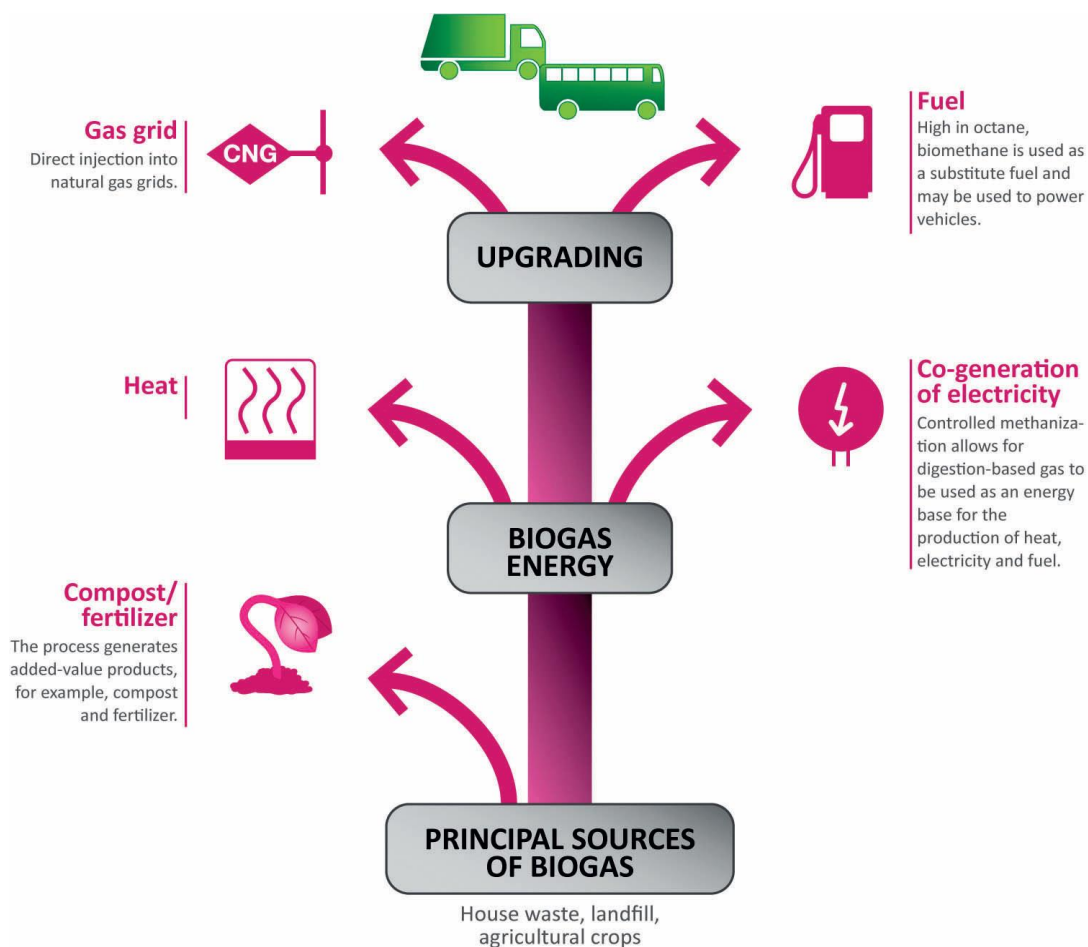 Gas grid
Direct injection into
natural gas grids.
CNG
Fuel
High in octane,
biomethane is used as
a substitute fuel and
may be used to power
vehicles.
UPGRADING
Heat
Co-generation
of electricity
Controlled methaniza-
tion allows for
digestion-based gas to
be used as an energy
base for the
production of heat,
electricity and fuel.
BIOGAS
ENERGY
Compost/
fertilizer
The process generates
added-value products,
for example, compost
and fertilizer.
PRINCIPAL SOURCES
OF BIOGAS
House waste, landfill,
agricultural crops